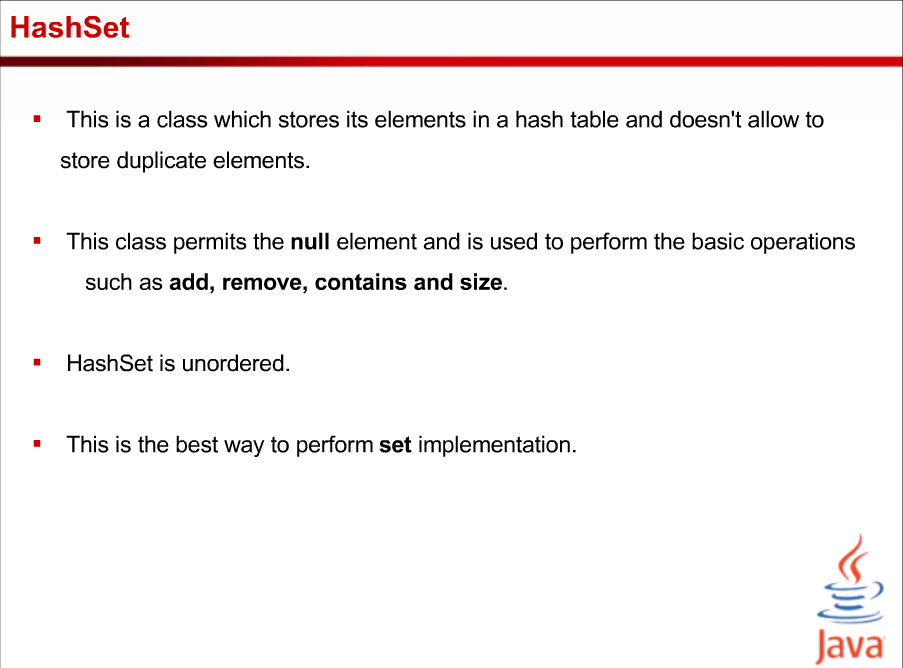 HashSet
This is a class which stores its elements in a hash table and doesn't allow to
store duplicate elements.
This class permits the null element and is used to perform the basic operations
such as add, remove, contains and size.
HashSet is unordered.
This is the best way to perform set implementation.
Java